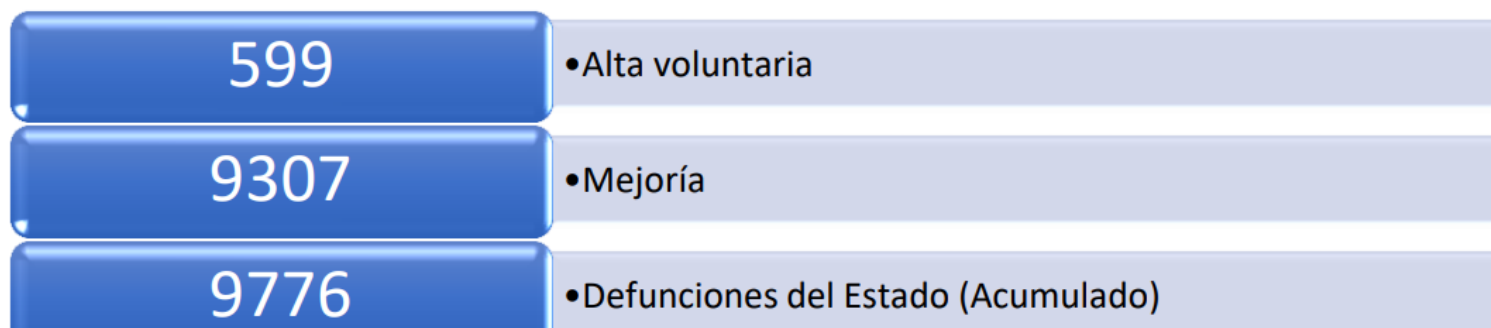 599 •Alta voluntaria
9307 •Mejoría
9776 •Defunciones del Estado (Acumulado)